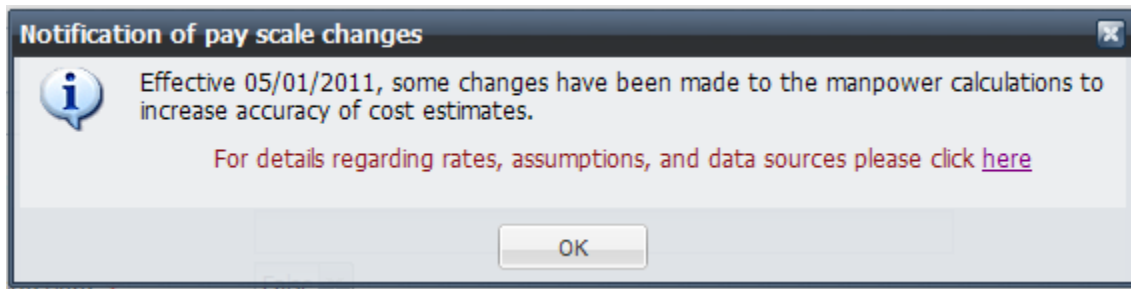 Notification of pay scale changes
Effective 05/01/2011, some changes have been made to the manpower calculations to
increase accuracy of cost estimates.
For details regarding rates, assumptions, and data sources please click here
OK